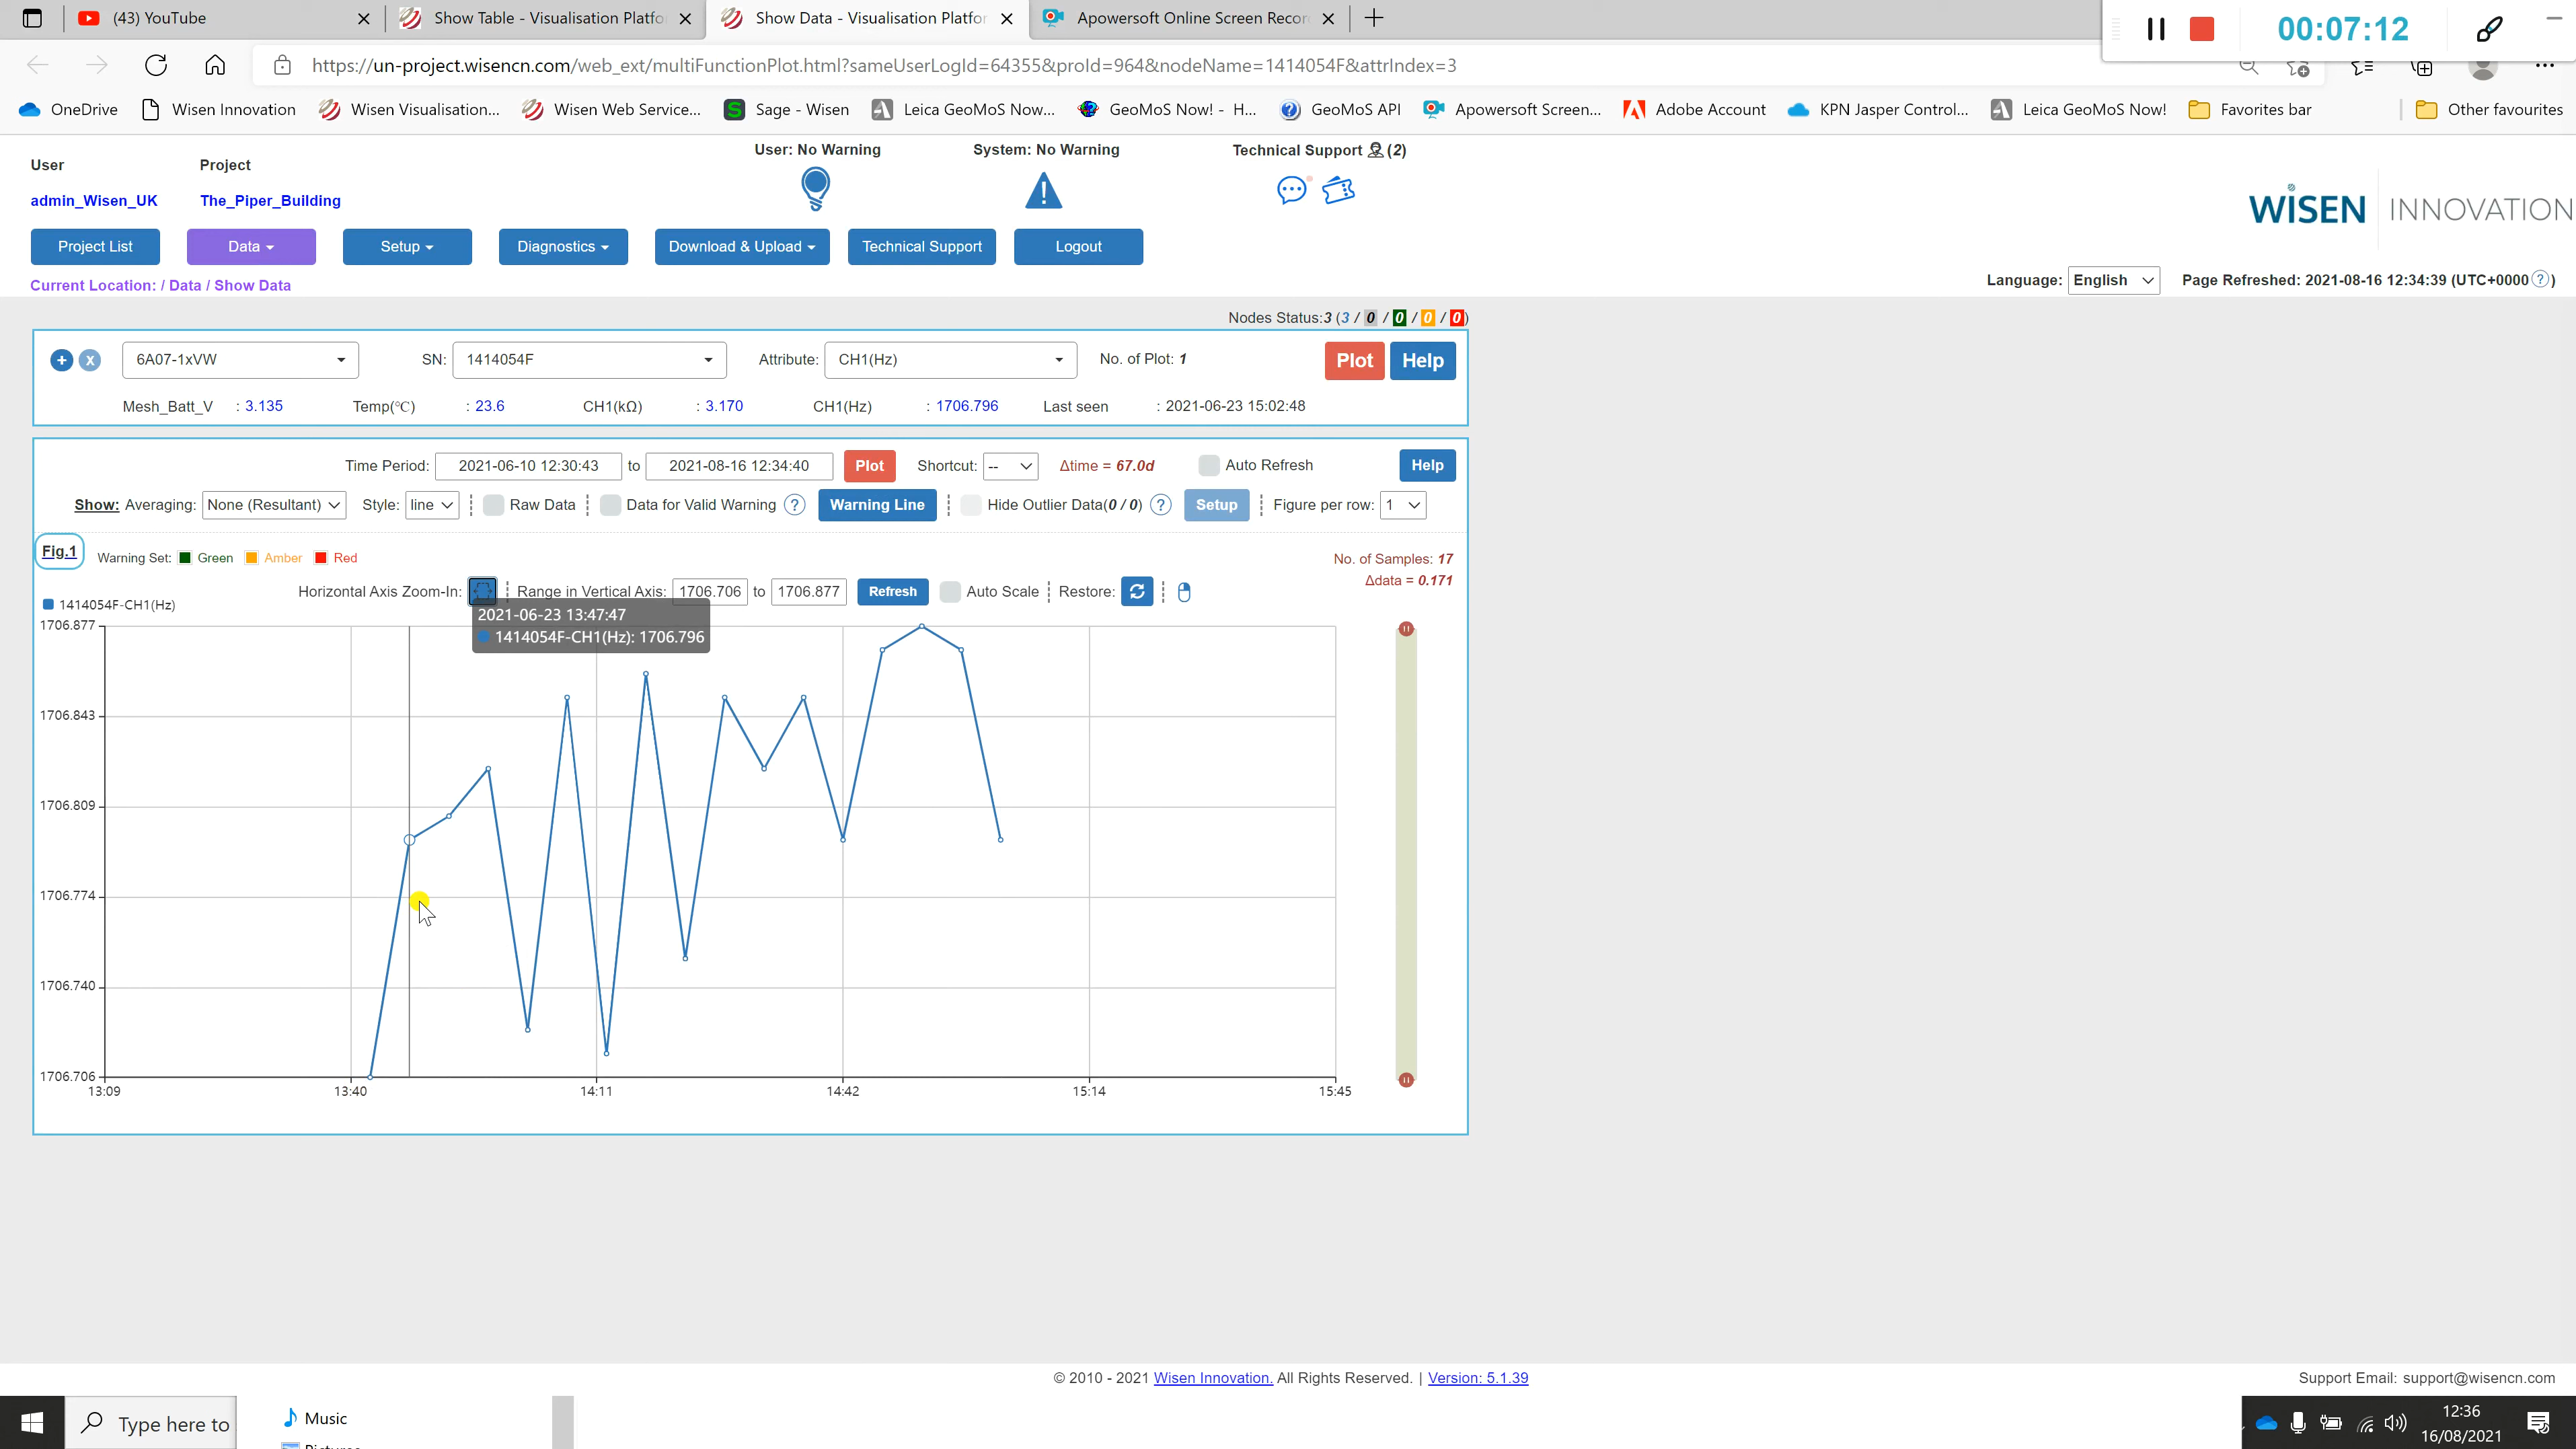 (43) YouTube
Show Table - Visualisation Platfo
Show Data - Visualisation Platfor
Apowersoft Online Screen Recor
00:07:12
https://un-project.wisencn.com/web_ext/multiFunctionPlot.html?sameUserLogId=64355&proId=964&nodeName=1414054F&attrIndex=3
OneDrive
Wisen Innovation
Wisen Visualisation...
Wisen Web Service...
Sage - Wisen
Leica GeoMoS Now...
GeoMoS Now! - H...
GeoMoS API
Apowersoft Screen...
Adobe Account
KPN Jasper Control...
Leica GeoMoS Now!
Favorites bar
Other favourites
User
Project
User: No Warning
System: No Warning
Technical Support (2)
admin_Wisen_UK
The_Piper_Building
WISEN INNOVATION
Project List
Data
Setup
Diagnostics
Download & Upload
Technical Support
Logout
Current Location: / Data / Show Data
Language: English
Page Refreshed: 2021-08-16 12:34:39 (UTC+0000 ? )
Nodes Status:3 (3 / 0 / 0 / 0 / 0)
+ x
6A07-1xVW
SN: 1414054F
Attribute: CH1(Hz)
No. of Plot: 1
Plot
Help
Mesh_Batt_V : 3.135
Temp(℃) : 23.6
CH1(kΩ) : 3.170
CH1(Hz) : 1706.796
Last seen : 2021-06-23 15:02:48
Time Period: 2021-06-10 12:30:43 to 2021-08-16 12:34:40
Plot
Shortcut: --
Δtime = 67.0d
Auto Refresh
Help
Show: Averaging: None (Resultant)
Style: line
Raw Data
Data for Valid Warning ?
Warning Line
Hide Outlier Data(0 / 0) ?
Setup
Figure per row: 1
Fig.1
Warning Set: Green Amber Red
No. of Samples: 17
Δdata = 0.171
Horizontal Axis Zoom-In:
Range in Vertical Axis: 1706.706 to 1706.877
Refresh
Auto Scale
Restore:
1414054F-CH1(Hz)
2021-06-23 13:47:47
1414054F-CH1(Hz): 1706.796
1706.877
1706.843
1706.809
1706.774
1706.740
1706.706
13:09
13:40
14:11
14:42
15:14
15:45
© 2010 - 2021 Wisen Innovation. All Rights Reserved. | Version: 5.1.39
Support Email: support@wisencn.com
Type here to
Music
12:36
16/08/2021